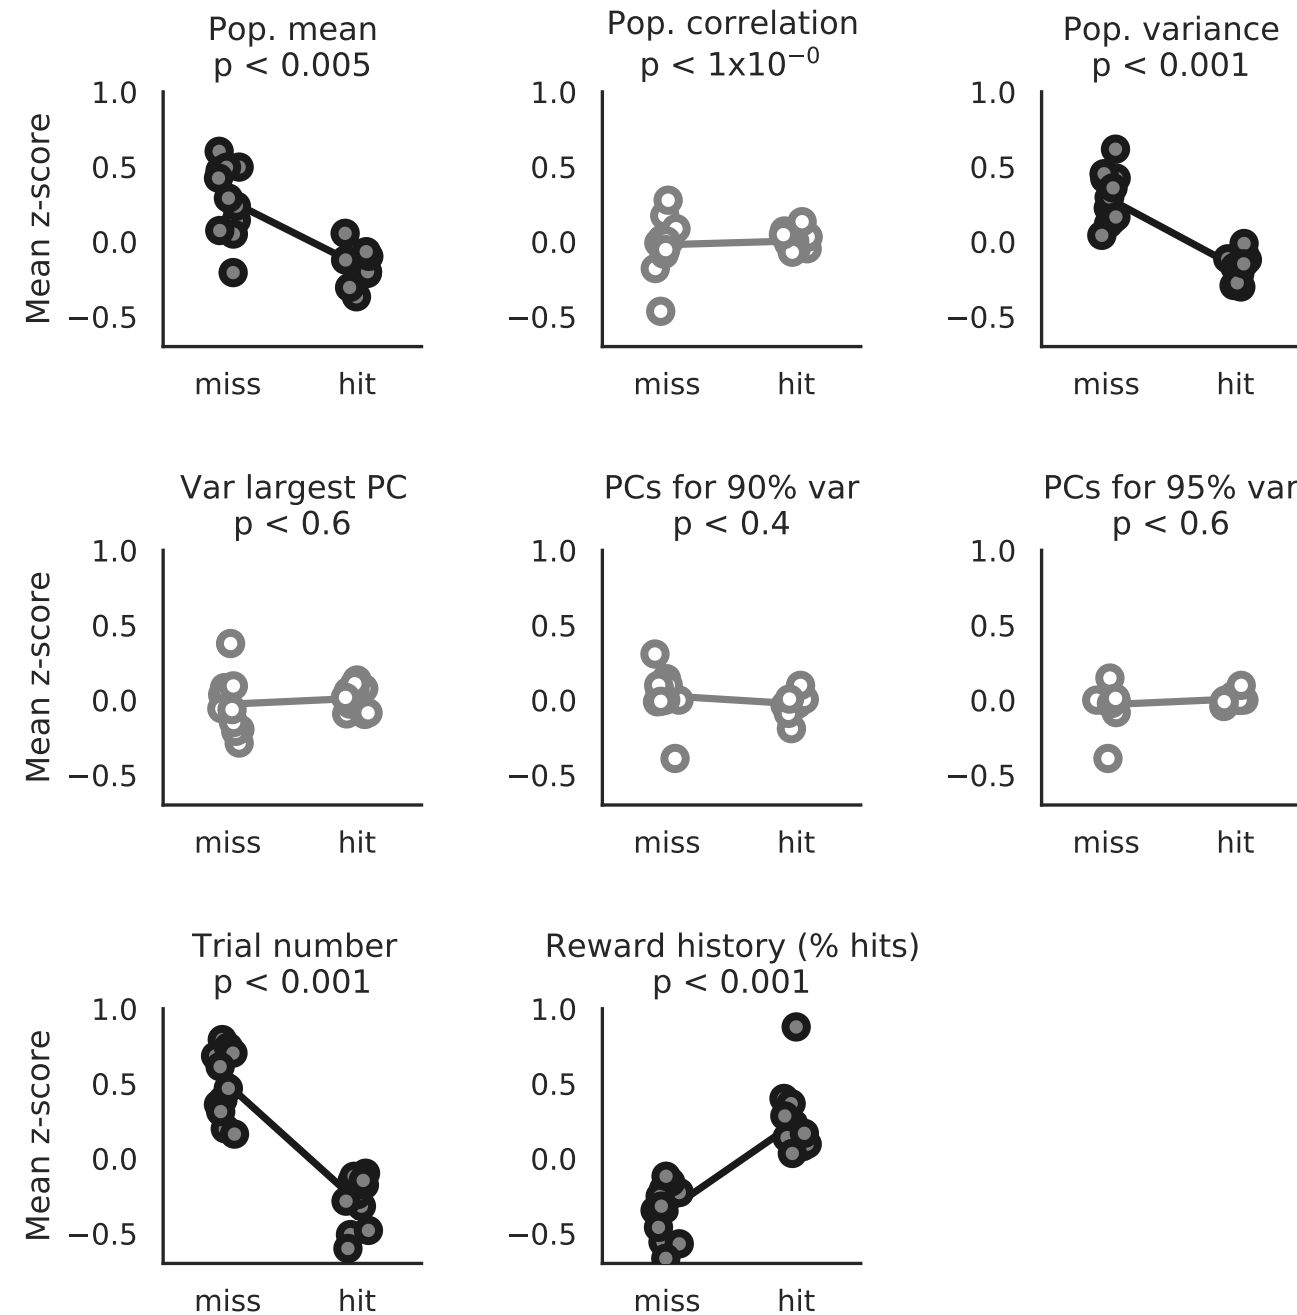 Pop. mean
p < 0.005
Pop. correlation
p < 1x10⁻⁰
Pop. variance
p < 0.001
Mean z-score
1.0
0.5
0.0
−0.5
miss hit
1.0
0.5
0.0
−0.5
miss hit
1.0
0.5
0.0
−0.5
miss hit
Var largest PC
p < 0.6
PCs for 90% var
p < 0.4
PCs for 95% var
p < 0.6
Mean z-score
1.0
0.5
0.0
−0.5
miss hit
1.0
0.5
0.0
−0.5
miss hit
1.0
0.5
0.0
−0.5
miss hit
Trial number
p < 0.001
Reward history (% hits)
p < 0.001
Mean z-score
1.0
0.5
0.0
−0.5
miss hit
1.0
0.5
0.0
−0.5
miss hit